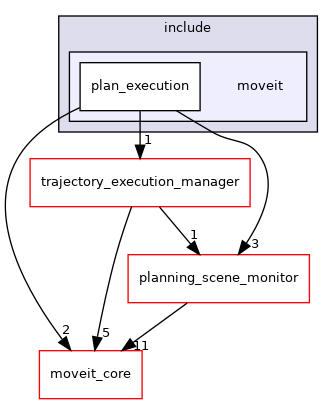 include
plan_execution
moveit
1
trajectory_execution_manager
1
3
planning_scene_monitor
2
5
11
moveit_core